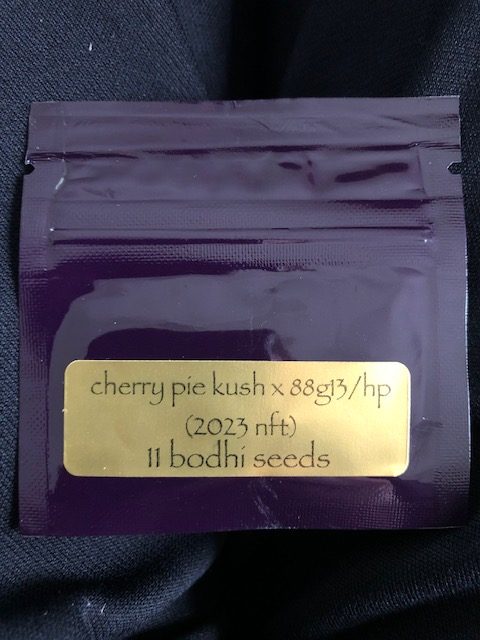 cherry pie kush x 88g13/hp
(2023 nft)
11 bodhi seeds